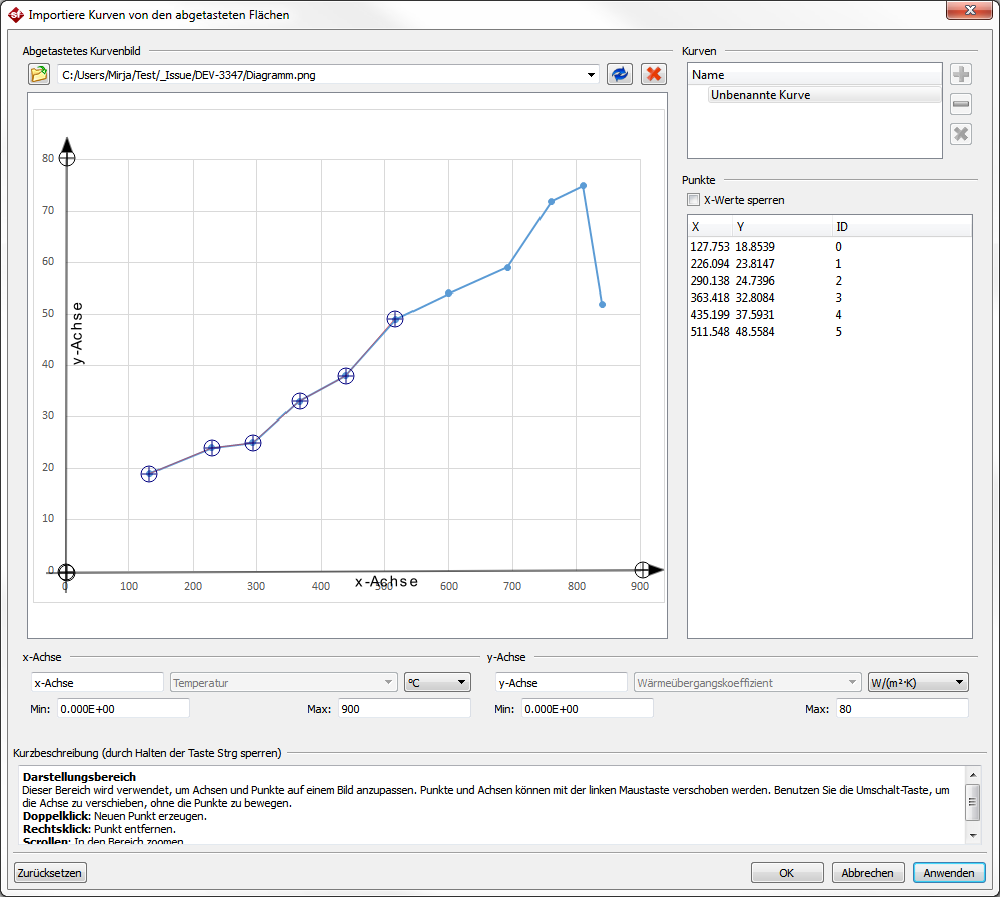 Importiere Kurven von den abgetasteten Flächen
Abgetastetes Kurvenbild
C:/Users/Mirja/Test/_Issue/DEV-3347/Diagramm.png
80
70
60
50
40
30
20
10
0
y-Achse
0 100 200 300 400 500 600 700 800 900
x-Achse
Kurven
Name
Unbenannte Kurve
Punkte
X-Werte sperren
X Y ID
127.753 18.8539 0
226.094 23.8147 1
290.138 24.7396 2
363.418 32.8084 3
435.199 37.5931 4
511.548 48.5584 5
x-Achse
x-Achse Temperatur °C
Min: 0.000E+00 Max: 900
y-Achse
y-Achse Wärmeübergangskoeffizient W/(m²·K)
Min: 0.000E+00 Max: 80
Kurzbeschreibung (durch Halten der Taste Strg sperren)
Darstellungsbereich
Dieser Bereich wird verwendet, um Achsen und Punkte auf einem Bild anzupassen. Punkte und Achsen können mit der linken Maustaste verschoben werden. Benutzen Sie die Umschalt-Taste, um
die Achse zu verschieben, ohne die Punkte zu bewegen.
Doppelklick: Neuen Punkt erzeugen.
Rechtsklick: Punkt entfernen.
Scrollen: In den Bereich zoomen.
Zurücksetzen OK Abbrechen Anwenden